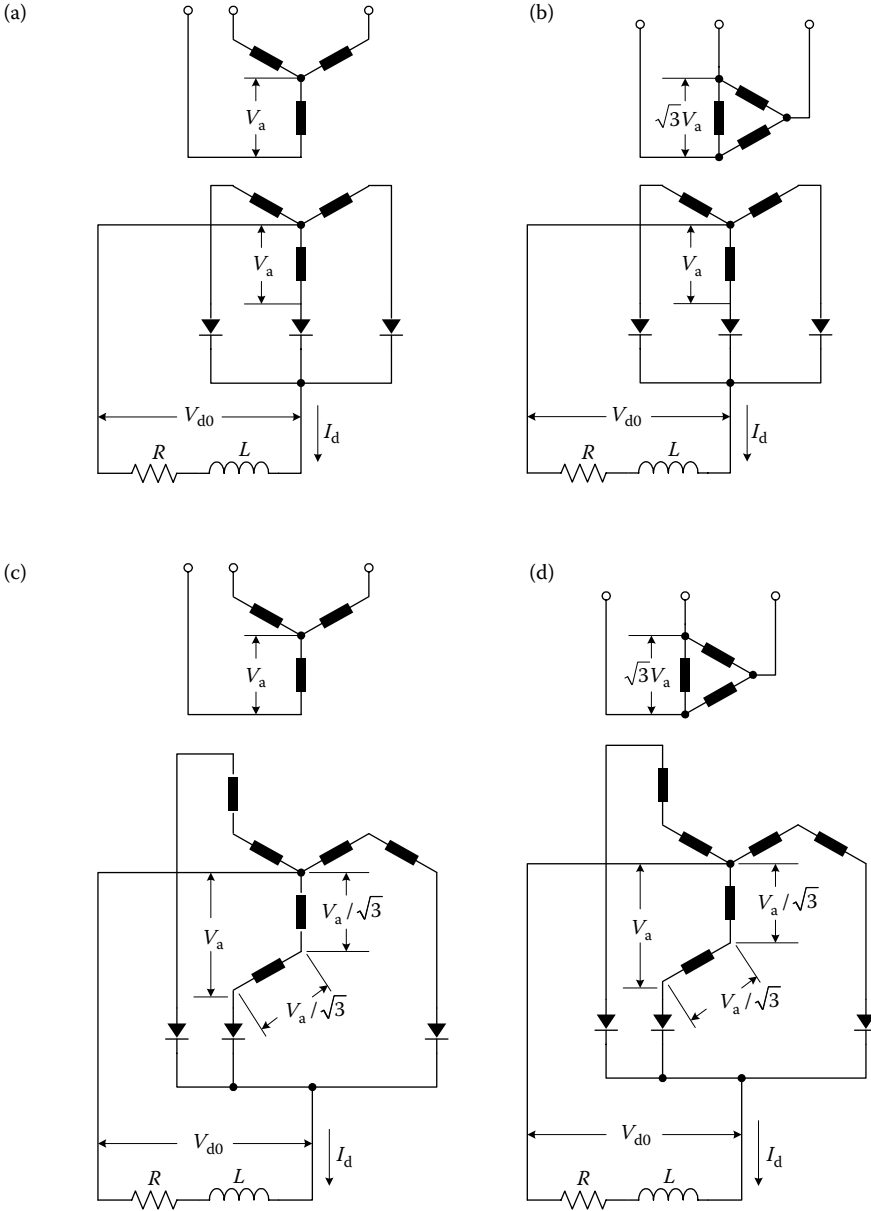 (a)
V_a
V_a
V_d0
I_d
R
L
(b)
√3V_a
V_a
V_d0
I_d
R
L
(c)
V_a
V_a
V_a/√3
V_a/√3
V_d0
I_d
R
L
(d)
√3V_a
V_a
V_a/√3
V_a/√3
V_d0
I_d
R
L